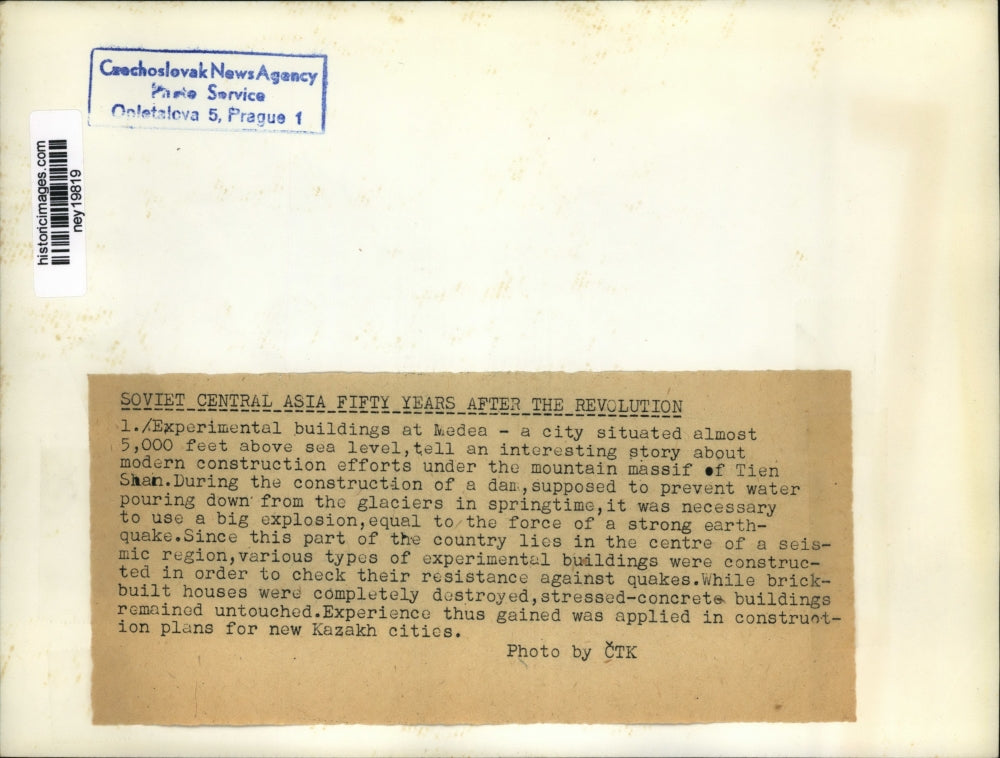 Czechoslovak News Agency
Photo Service
Opletalova 5, Prague 1
historicimages.com
ney19819
SOVIET CENTRAL ASIA FIFTY YEARS AFTER THE REVOLUTION
1./Experimental buildings at Medea - a city situated almost
5,000 feet above sea level,tell an interesting story about
modern construction efforts under the mountain massif of Tien
Shan.During the construction of a dam,supposed to prevent water
pouring down from the glaciers in springtime,it was necessary
to use a big explosion,equal to the force of a strong earth-
quake.Since this part of the country lies in the centre of a seis-
mic region,various types of experimental buildings were construc-
ted in order to check their resistance against quakes.While brick-
built houses were completely destroyed,stressed-concrete buildings
remained untouched.Experience thus gained was applied in construct-
ion plans for new Kazakh cities.
Photo by ČTK